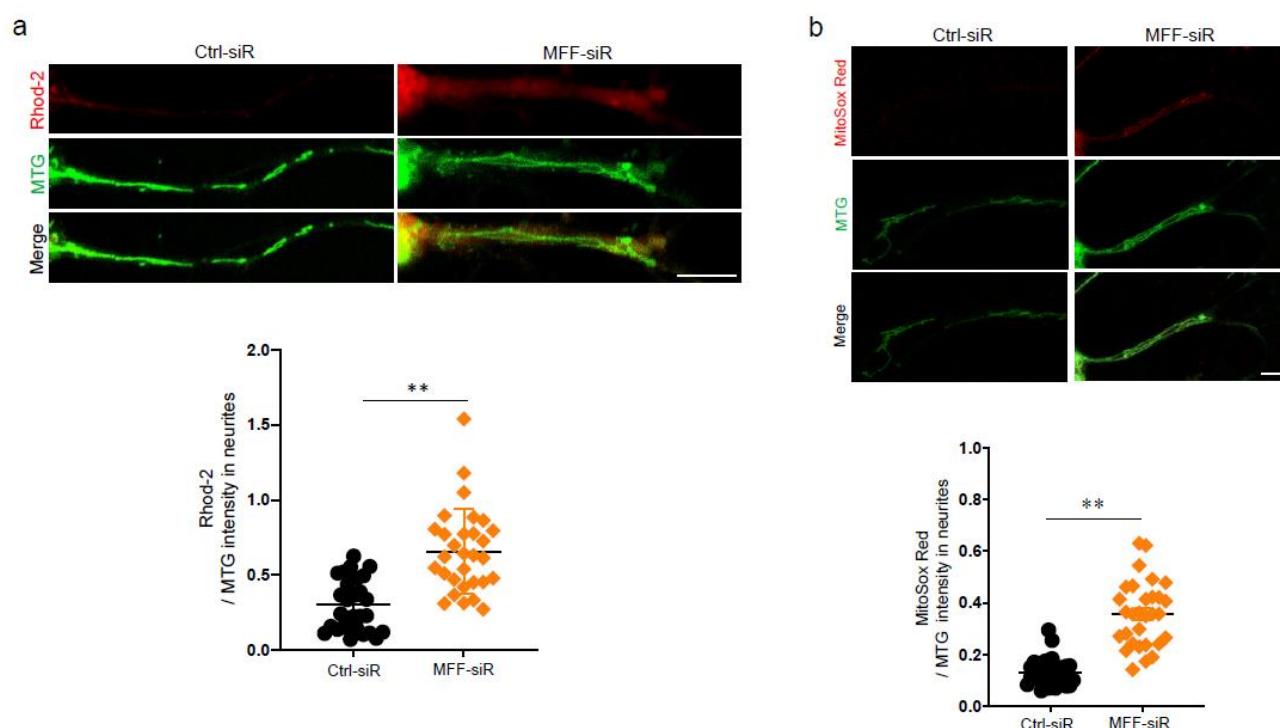 a
Ctrl-siR
MFF-siR
Rhod-2
MTG
Merge
2.0
1.5
1.0
0.5
0.0
Rhod-2
/ MTG intensity in neurites
**
Ctrl-siR
MFF-siR
b
Ctrl-siR
MFF-siR
MitoSox Red
MTG
Merge
1.0
0.8
0.6
0.4
0.2
0.0
MitoSox Red
/ MTG intensity in neurites
**
Ctrl-siR
MFF-siR